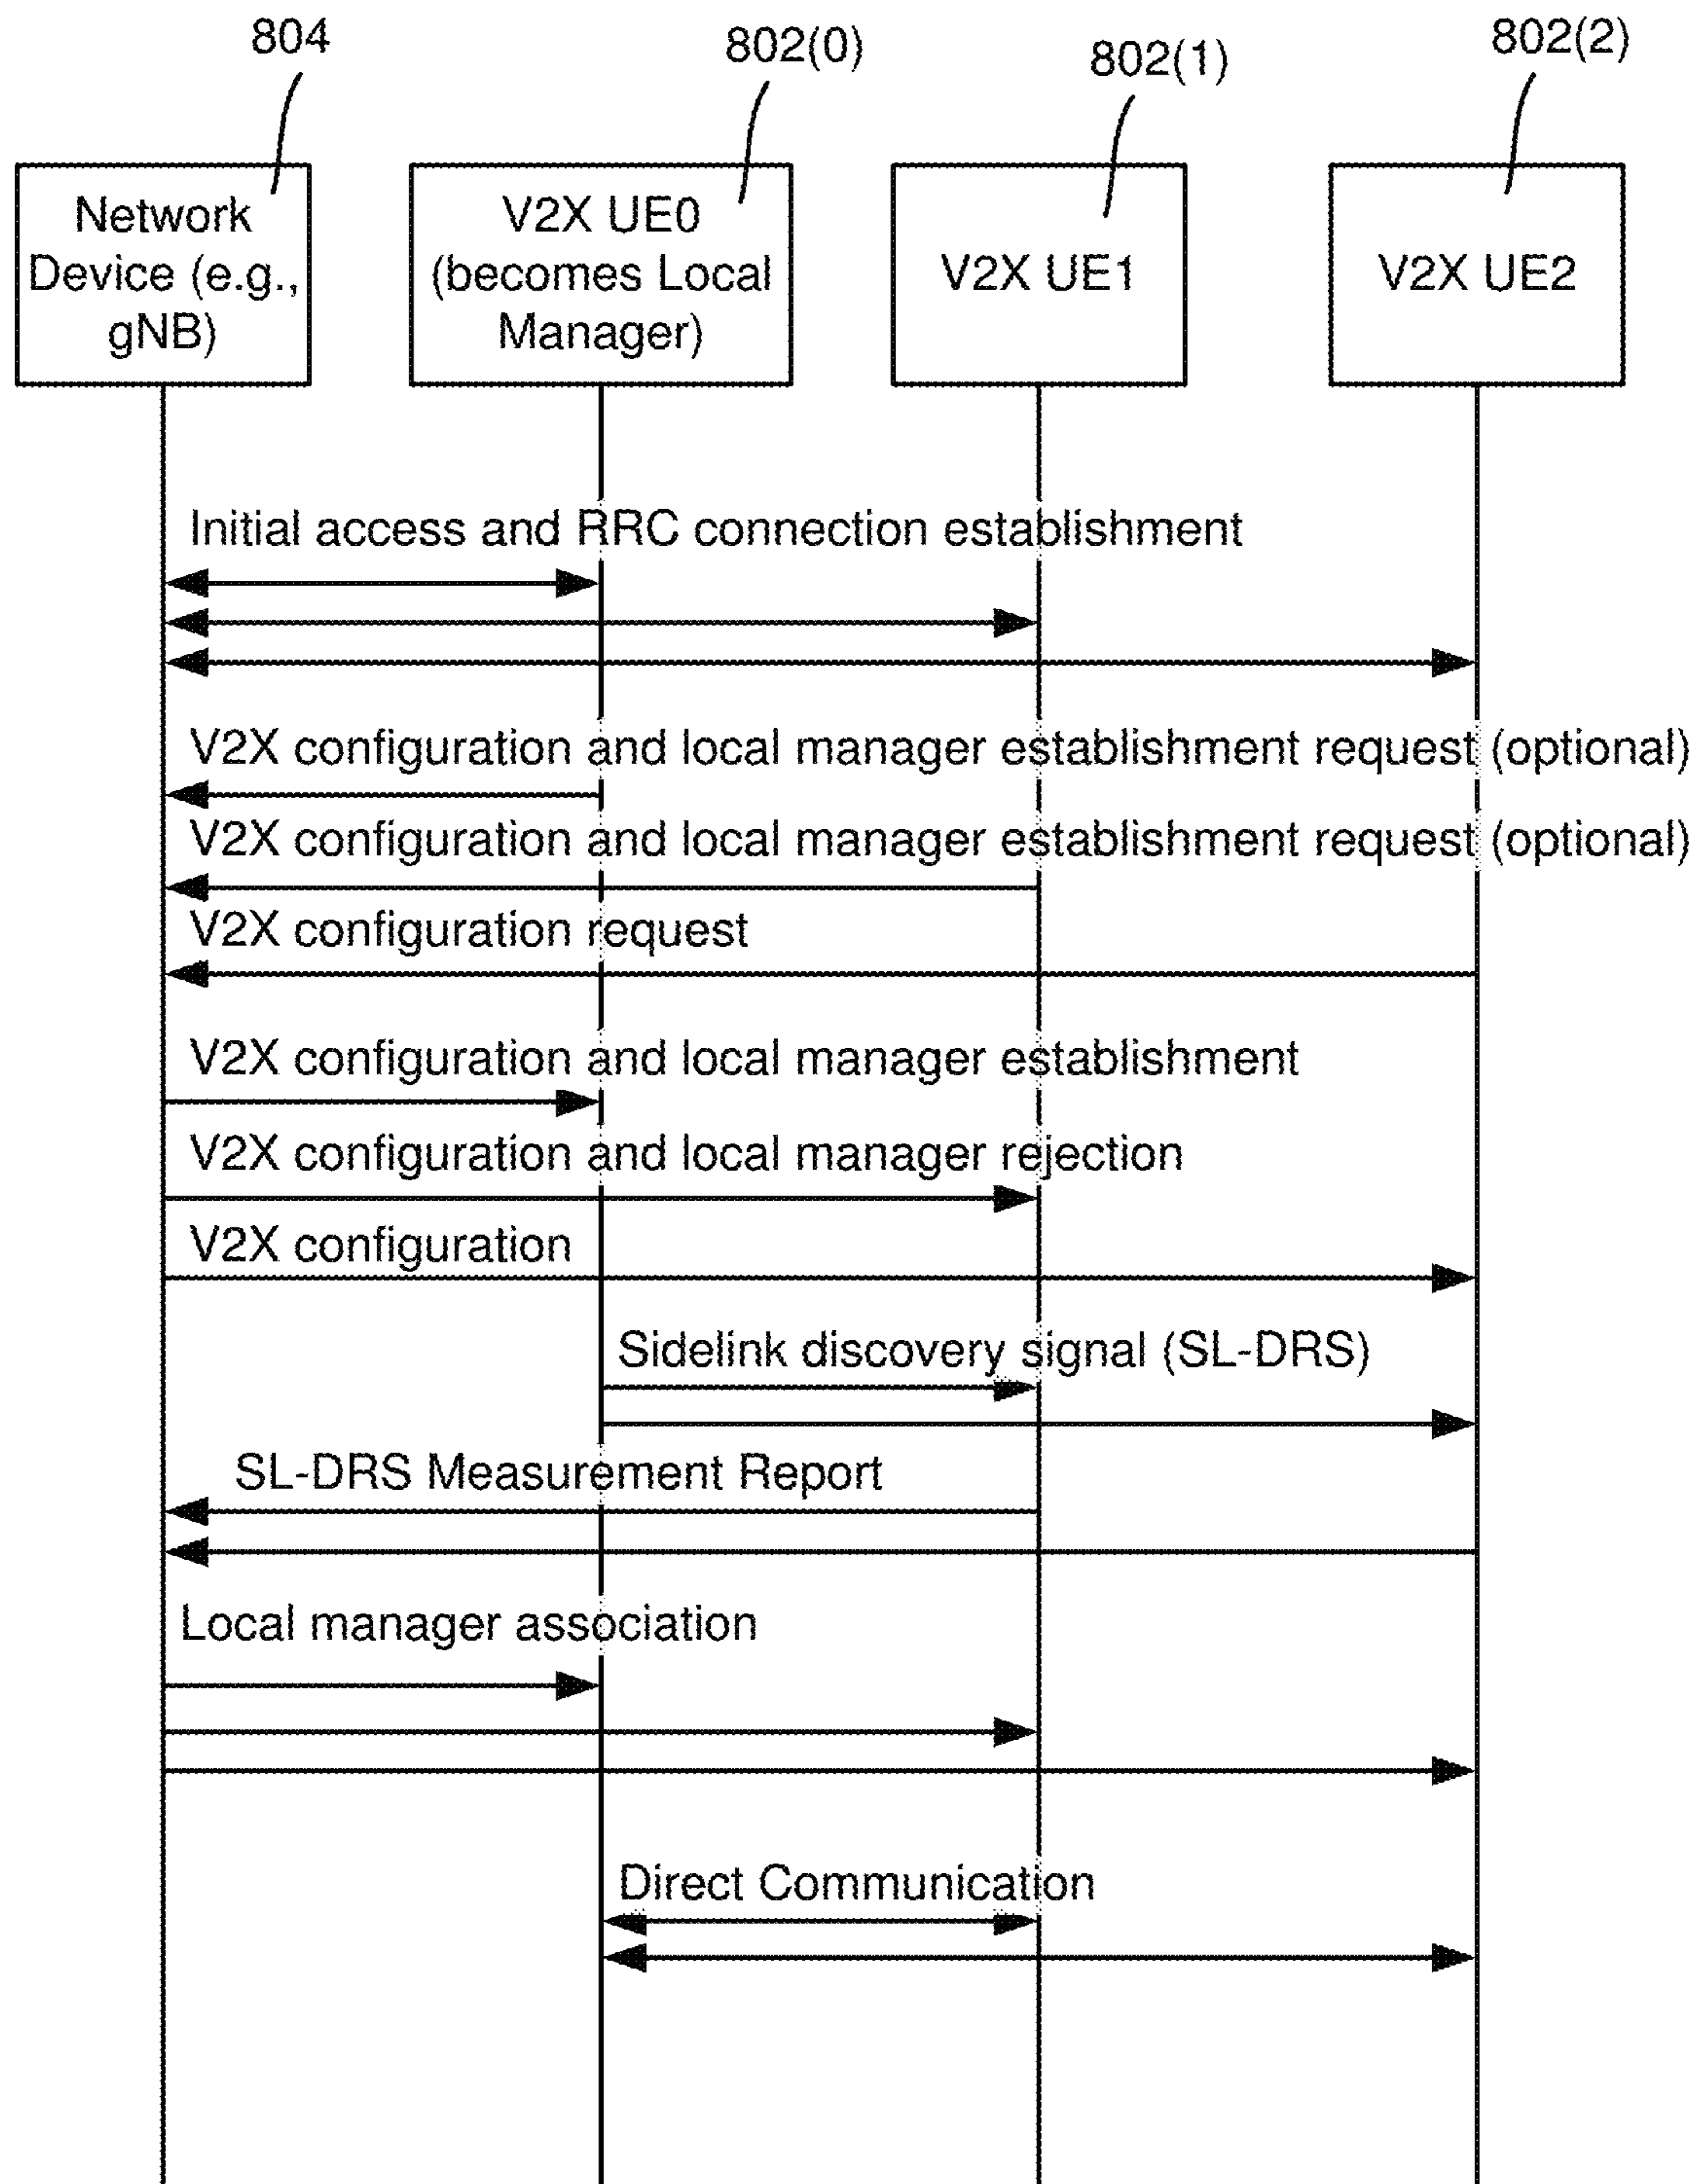 804
802(0)
802(1)
802(2)
Network
Device (e.g.,
gNB)
V2X UE0
(becomes Local
Manager)
V2X UE1
V2X UE2
Initial access and RRC connection establishment
V2X configuration and local manager establishment request (optional)
V2X configuration and local manager establishment request (optional)
V2X configuration request
V2X configuration and local manager establishment
V2X configuration and local manager rejection
V2X configuration
Sidelink discovery signal (SL-DRS)
SL-DRS Measurement Report
Local manager association
Direct Communication